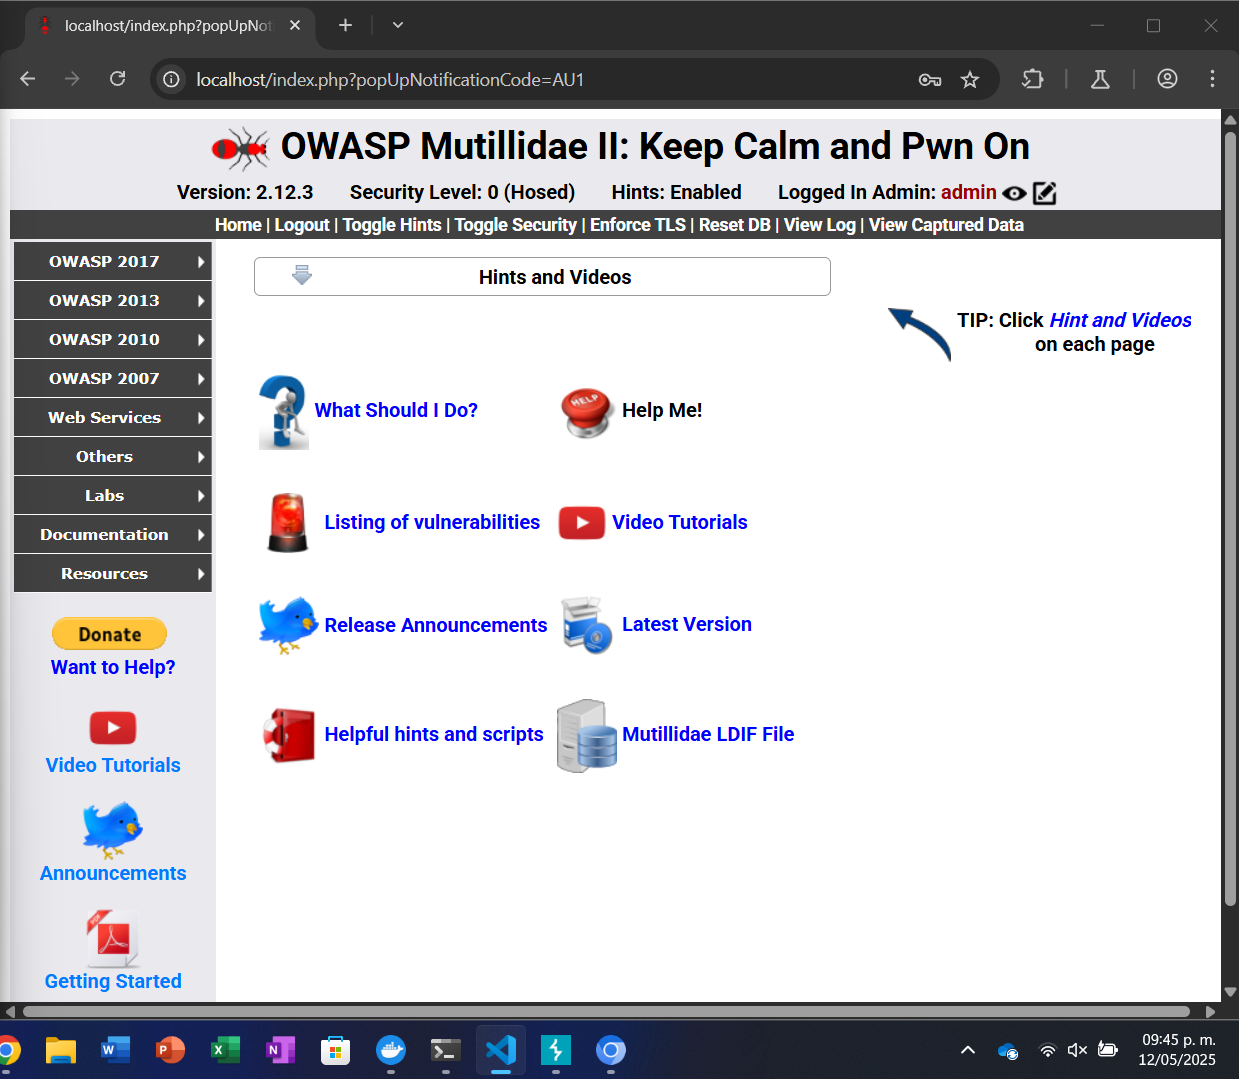 localhost/index.php?popUpNot
localhost/index.php?popUpNotificationCode=AU1
OWASP Mutillidae II: Keep Calm and Pwn On
Version: 2.12.3 Security Level: 0 (Hosed) Hints: Enabled Logged In Admin: admin
Home | Logout | Toggle Hints | Toggle Security | Enforce TLS | Reset DB | View Log | View Captured Data
OWASP 2017
OWASP 2013
OWASP 2010
OWASP 2007
Web Services
Others
Labs
Documentation
Resources
Donate
Want to Help?
Video Tutorials
Announcements
PDF
Getting Started
Hints and Videos
TIP: Click Hint and Videos
on each page
What Should I Do?
HELP
Help Me!
Listing of vulnerabilities
Video Tutorials
Release Announcements
Latest Version
Helpful hints and scripts
Mutillidae LDIF File
09:45 p. m.
12/05/2025